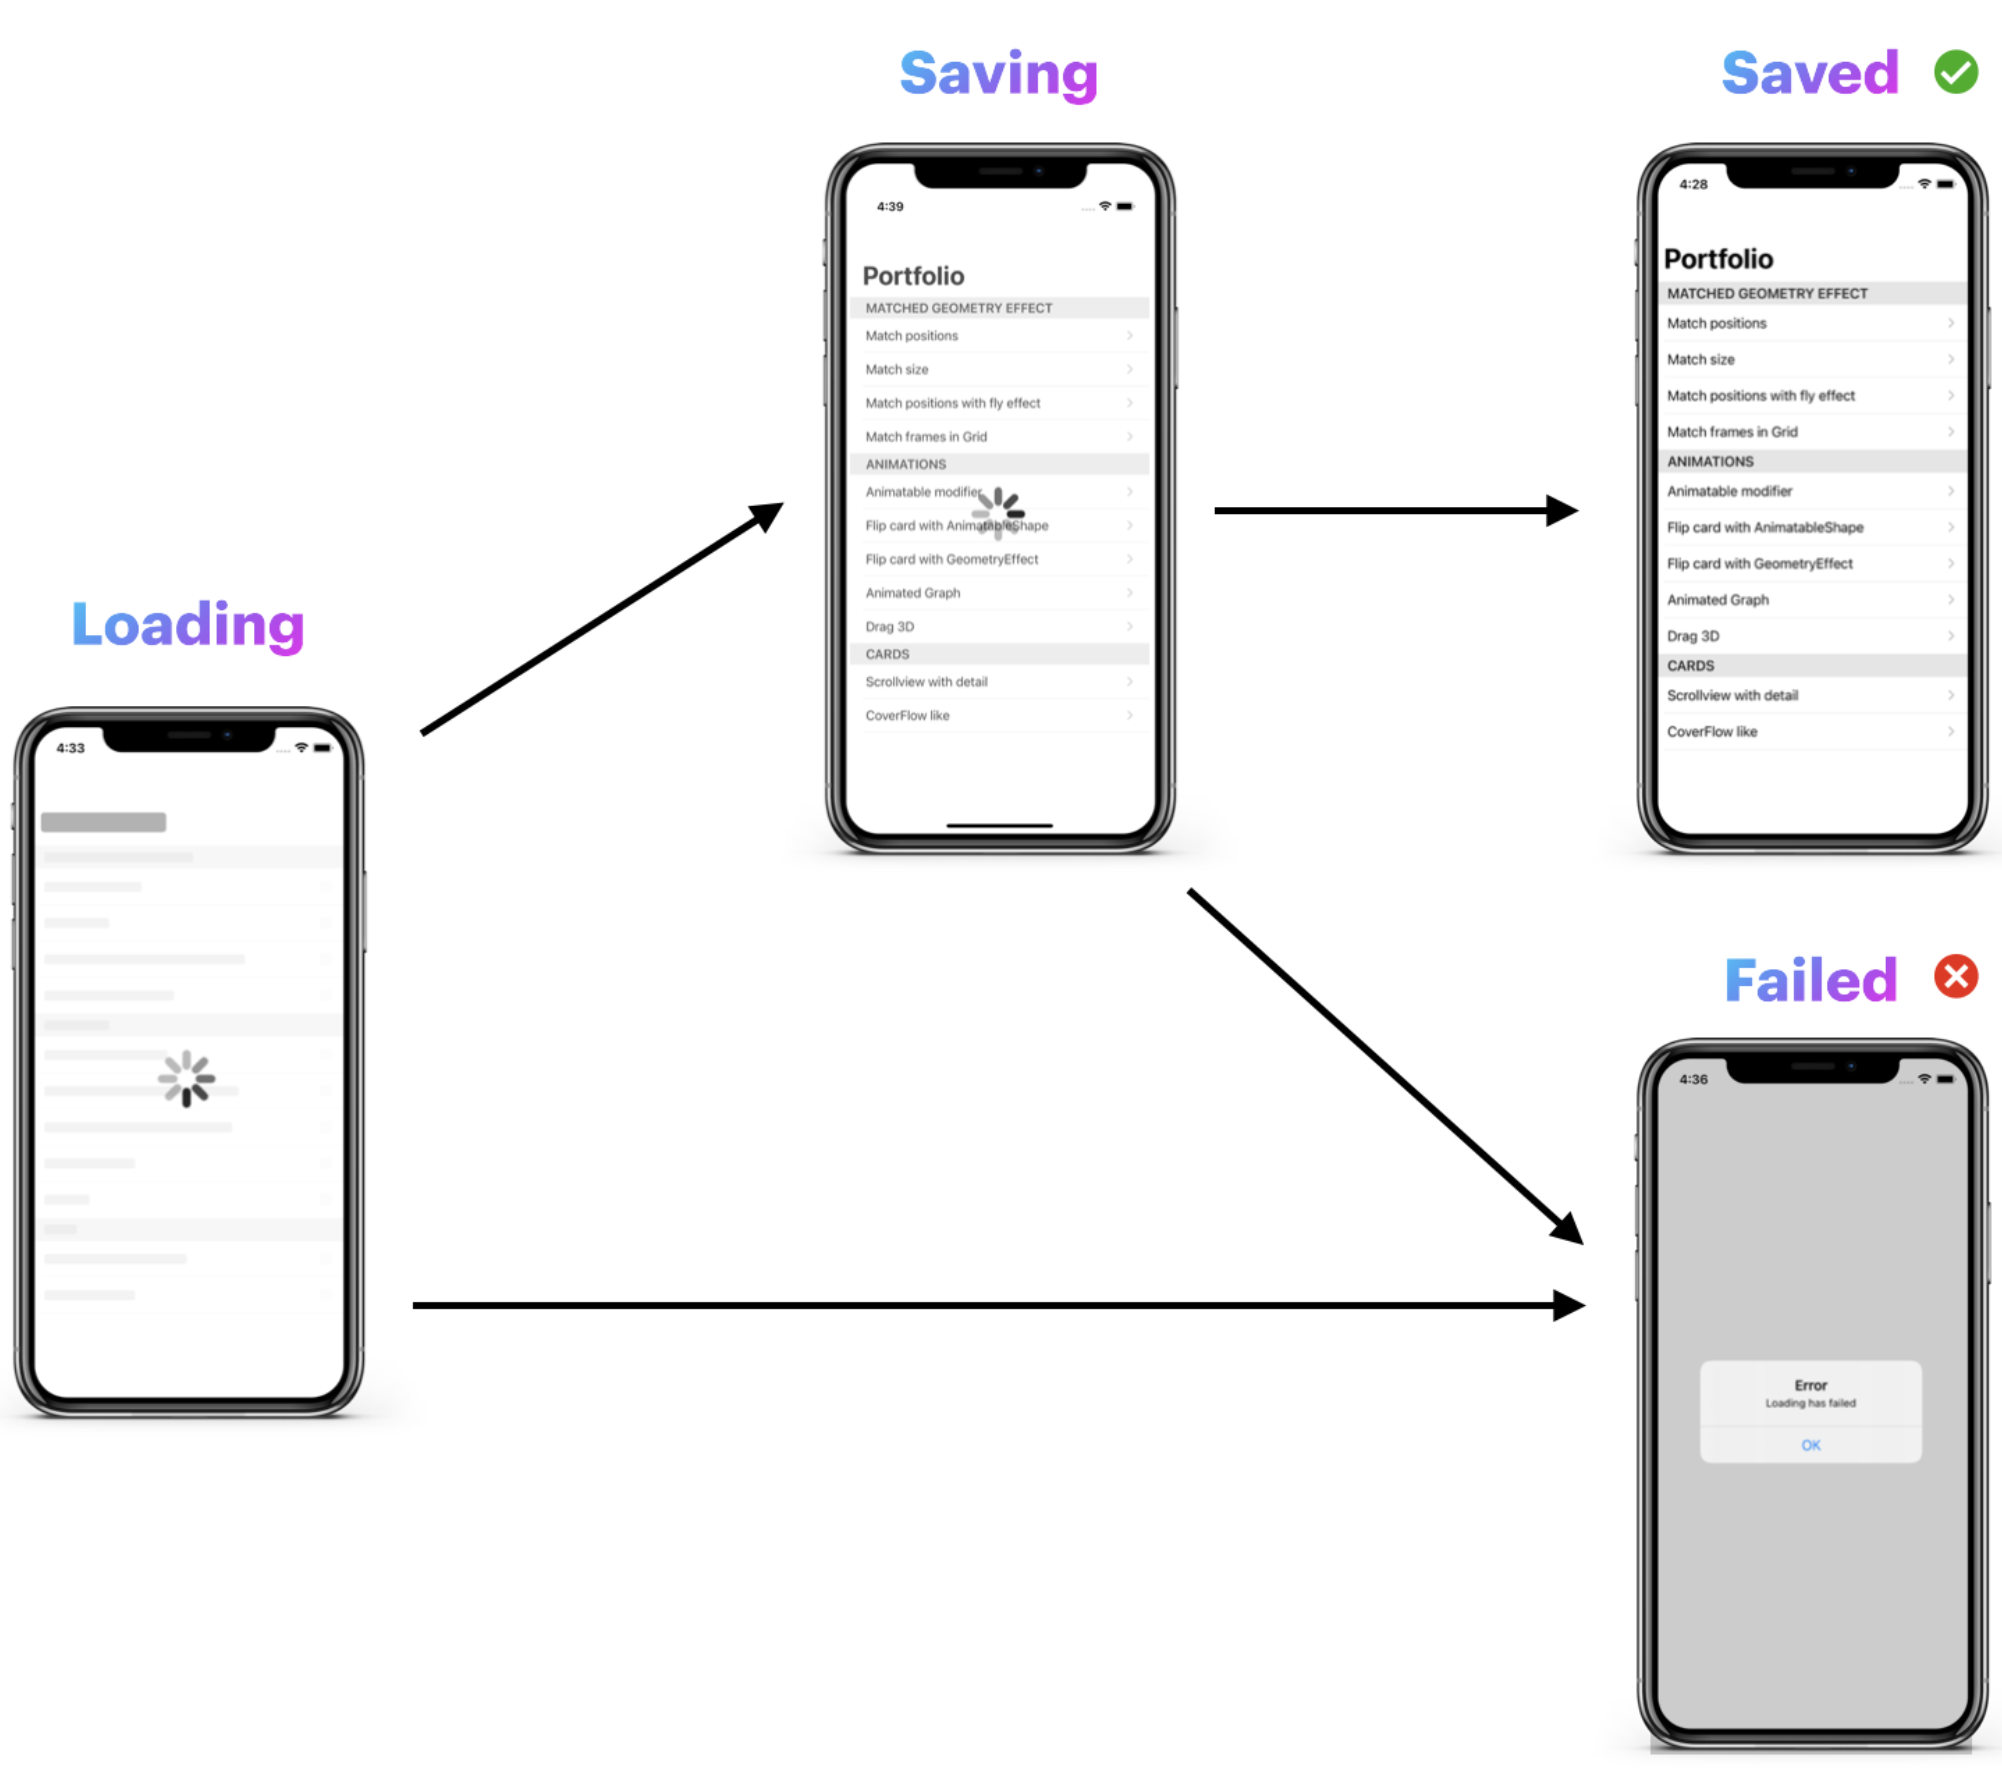 Loading
4:33
Saving
4:39
Portfolio
MATCHED GEOMETRY EFFECT
Match positions
Match size
Match positions with fly effect
Match frames in Grid
ANIMATIONS
Animatable modifier
Flip card with AnimatableShape
Flip card with GeometryEffect
Animated Graph
Drag 3D
CARDS
Scrollview with detail
CoverFlow like
Saved
4:28
Portfolio
MATCHED GEOMETRY EFFECT
Match positions
Match size
Match positions with fly effect
Match frames in Grid
ANIMATIONS
Animatable modifier
Flip card with AnimatableShape
Flip card with GeometryEffect
Animated Graph
Drag 3D
CARDS
Scrollview with detail
CoverFlow like
Failed
4:36
Error
Loading has failed
OK